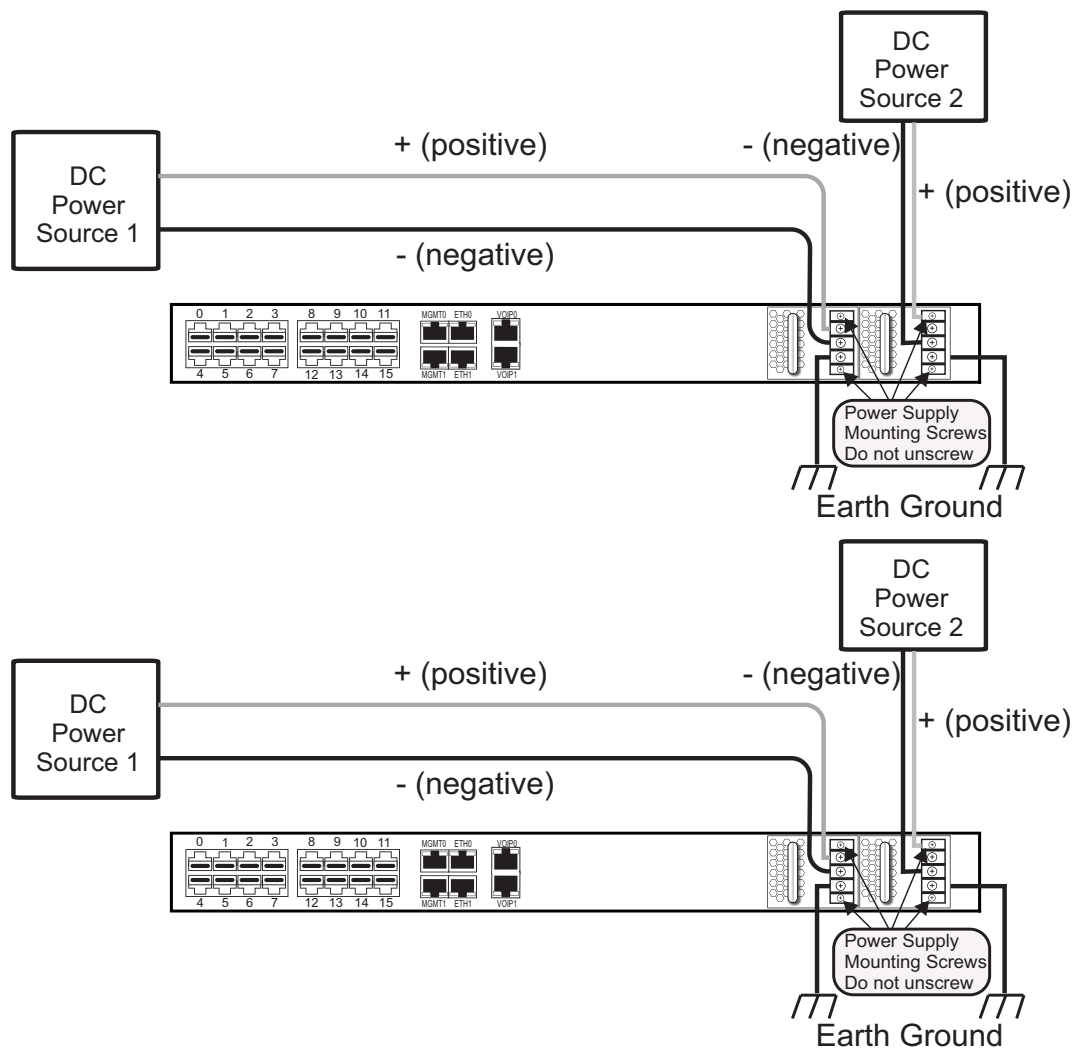 DC
Power
Source 2
+ (positive)
- (negative)
DC
Power
Source 1
+ (positive)
- (negative)
0 1 2 3 8 9 10 11 MGMT0 ETH0 VOIP0
4 5 6 7 12 13 14 15 MGMT1 ETH1 VOIP1
Power Supply
Mounting Screws
Do not unscrew
Earth Ground
DC
Power
Source 2
+ (positive)
- (negative)
DC
Power
Source 1
+ (positive)
- (negative)
0 1 2 3 8 9 10 11 MGMT0 ETH0 VOIP0
4 5 6 7 12 13 14 15 MGMT1 ETH1 VOIP1
Power Supply
Mounting Screws
Do not unscrew
Earth Ground